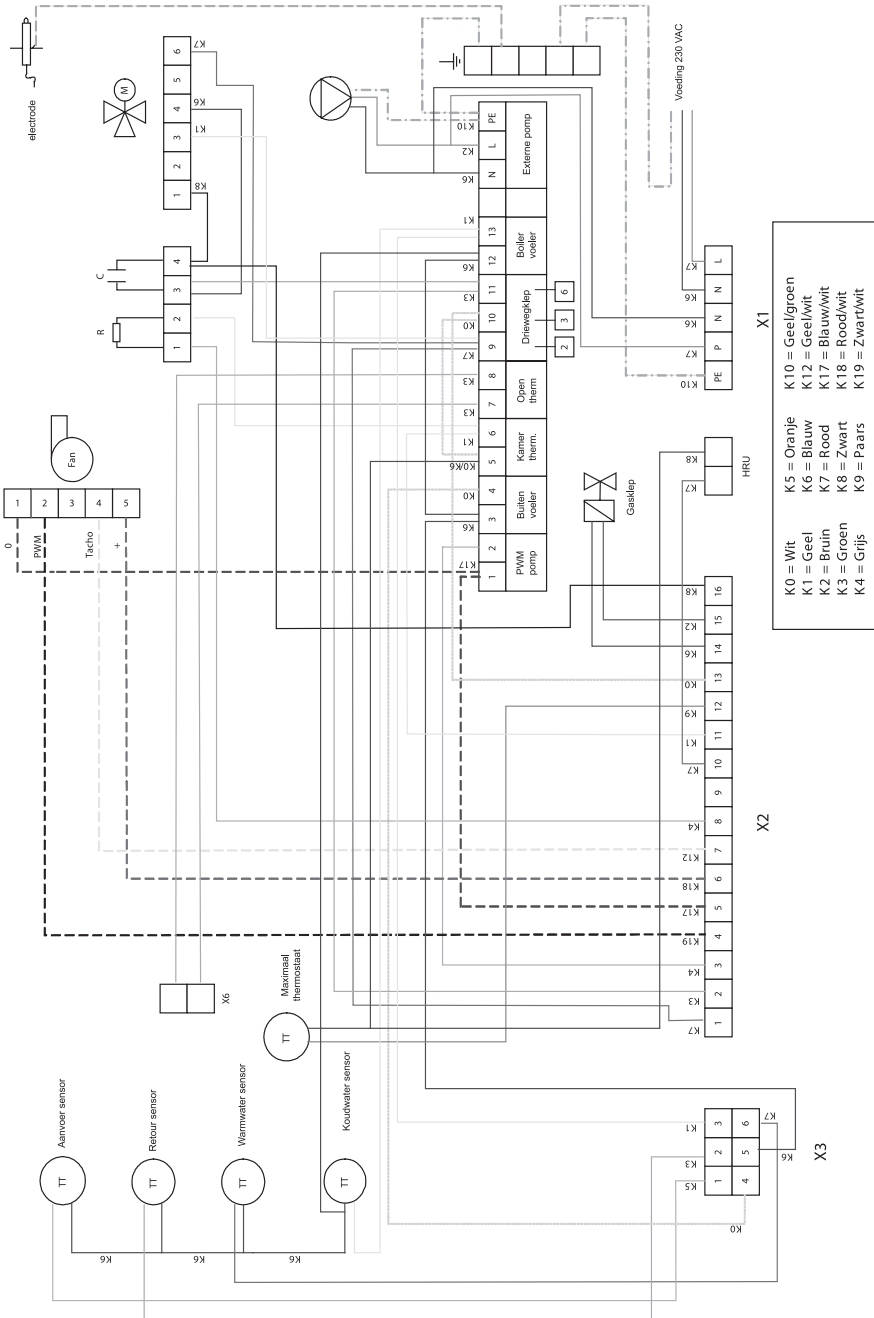 electrode
M
6
5
4
3
2
1
K7
K6
K1
K8
C
R
4
3
2
1
Fan
1
2
3
4
5
0
PWM
Tacho
+
X6
TT
Maximaal
thermostaat
TT
Aanvoer sensor
TT
Retour sensor
TT
Warmwater sensor
TT
Koudwater sensor
K6
K6
K6
PE
L
N
13
12
11
10
9
8
7
6
5
4
3
2
1
K10
K2
K6
K1
K6
K3
K0
K7
K3
K3
K1
K0/K6
K0
K6
K17
Externe pomp
Boiler
voeler
Driewegklep
Open
therm
Kamer
therm.
Buiten
voeler
PWM
pomp
6
3
2
Voeding 230 VAC
L
N
N
P
PE
K7
K6
K6
K7
K10
X1
K8
K7
HRU
Gasklep
16
15
14
13
12
11
10
9
8
7
6
5
4
3
2
1
K8
K2
K6
K0
K9
K1
K7
K4
K12
K18
K17
K19
K4
K3
K7
X2
3
2
1
6
5
4
K1
K3
K5
K7
K6
K0
X3
K0 = Wit
K1 = Geel
K2 = Bruin
K3 = Groen
K4 = Grijs
K5 = Oranje
K6 = Blauw
K7 = Rood
K8 = Zwart
K9 = Paars
K10 = Geel/groen
K12 = Geel/wit
K17 = Blauw/wit
K18 = Rood/wit
K19 = Zwart/wit